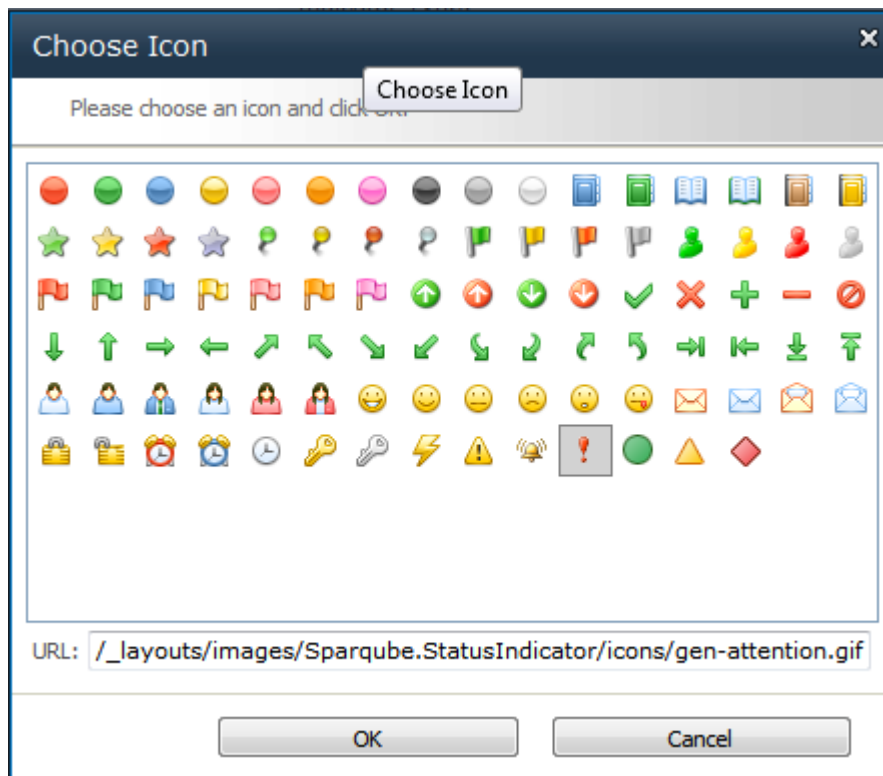 Choose Icon
Choose Icon
Please choose an icon and click
URL: /_layouts/images/Sparqube.StatusIndicator/icons/gen-attention.gif
OK
Cancel